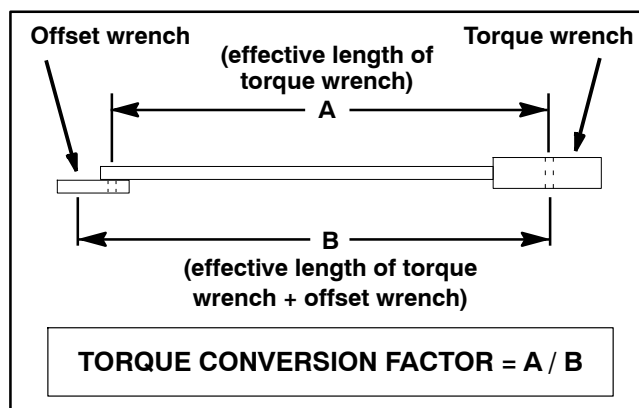 Offset wrench
Torque wrench
(effective length of
torque wrench)
A
B
(effective length of torque
wrench + offset wrench)
TORQUE CONVERSION FACTOR = A / B